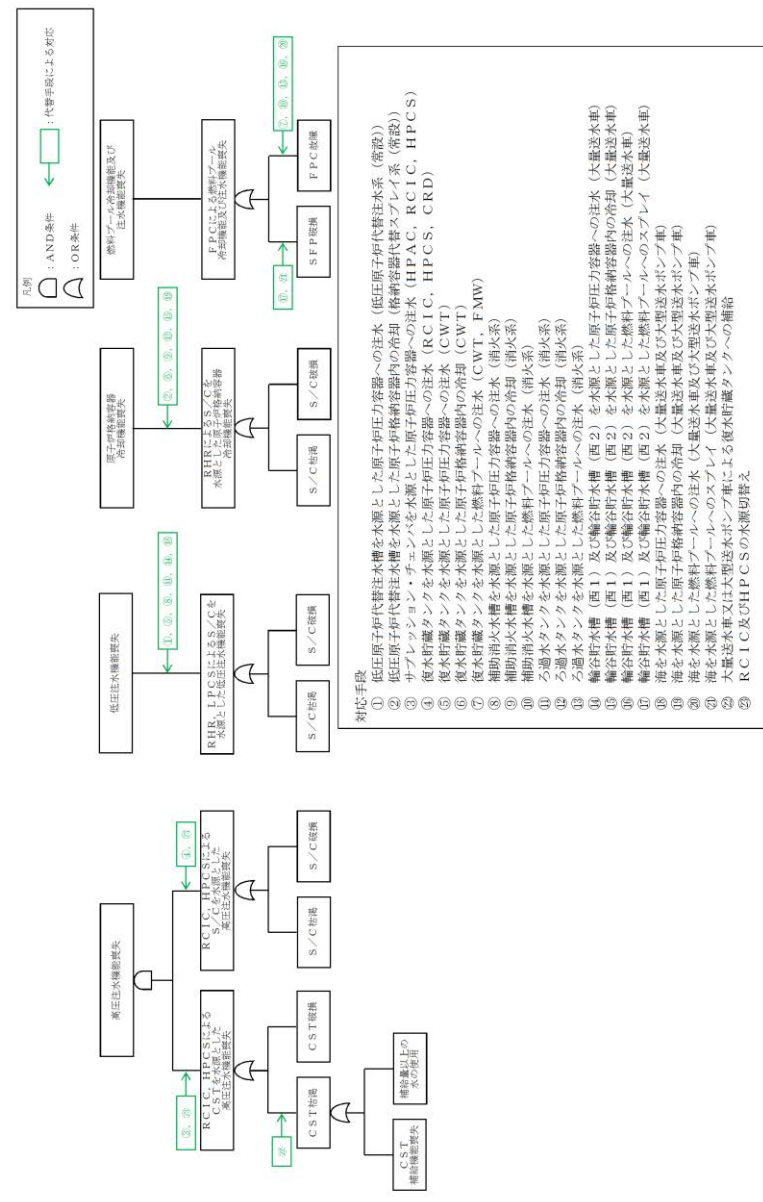 凡例
：AND条件
：OR条件
：代替手段による対応
高圧注水機能喪失
③，㉓
RCIC，HPCSによる
CSTを水源とした
高圧注水機能喪失
④，㉓
RCIC，HPCSによる
S／Cを水源とした
高圧注水機能喪失
CST枯渇
CST破損
S／C枯渇
S／C破損
㉒
CST
補給機能喪失
補給量以上の
水の使用
低圧注水機能喪失
①，⑤，⑧，⑪，⑭，⑱
RHR，LPCSによるS／Cを
水源とした低圧注水機能喪失
S／C枯渇
S／C破損
原子炉格納容器
冷却機能喪失
②，⑥，⑨，⑫，⑮，⑲
RHRによるS／Cを
水源とした原子炉格納容器
冷却機能喪失
S／C枯渇
S／C破損
燃料プール冷却機能及び
注水機能喪失
FPCによる燃料プール
冷却機能及び注水機能喪失
⑰，㉑
⑦，⑩，⑬，⑯，⑳
SFP破損
FPC故障
対応手段
① 低圧原子炉代替注水槽を水源とした原子炉圧力容器への注水（低圧原子炉代替注水系（常設））
② 低圧原子炉代替注水槽を水源とした原子炉格納容器内の冷却（格納容器代替スプレイ系（常設））
③ サプレッション・チェンバを水源とした原子炉圧力容器への注水（HPAC，RCIC，HPCS）
④ 復水貯蔵タンクを水源とした原子炉圧力容器への注水（RCIC，HPCS，CRD）
⑤ 復水貯蔵タンクを水源とした原子炉圧力容器への注水（CWT）
⑥ 復水貯蔵タンクを水源とした原子炉格納容器内の冷却（CWT）
⑦ 復水貯蔵タンクを水源とした燃料プールへの注水（CWT，FMW）
⑧ 補助消火水槽を水源とした原子炉圧力容器への注水（消火系）
⑨ 補助消火水槽を水源とした原子炉格納容器内の冷却（消火系）
⑩ 補助消火水槽を水源とした燃料プールへの注水（消火系）
⑪ ろ過水タンクを水源とした原子炉圧力容器への注水（消火系）
⑫ ろ過水タンクを水源とした原子炉格納容器内の冷却（消火系）
⑬ ろ過水タンクを水源とした燃料プールへの注水（消火系）
⑭ 輪谷貯水槽（西1）及び輪谷貯水槽（西2）を水源とした原子炉圧力容器への注水（大量送水車）
⑮ 輪谷貯水槽（西1）及び輪谷貯水槽（西2）を水源とした原子炉格納容器内の冷却（大量送水車）
⑯ 輪谷貯水槽（西1）及び輪谷貯水槽（西2）を水源とした燃料プールへの注水（大量送水車）
⑰ 輪谷貯水槽（西1）及び輪谷貯水槽（西2）を水源とした燃料プールへのスプレイ（大量送水車）
⑱ 海を水源とした原子炉圧力容器への注水（大量送水車及び大型送水ポンプ車）
⑲ 海を水源とした原子炉格納容器内の冷却（大量送水車及び大型送水ポンプ車）
⑳ 海を水源とした燃料プールへの注水（大量送水車及び大型送水ポンプ車）
㉑ 海を水源とした燃料プールへのスプレイ（大量送水車及び大型送水ポンプ車）
㉒ 大量送水車又は大型送水ポンプ車による復水貯蔵タンクへの補給
㉓ RCIC及びHPCSの水源切替え